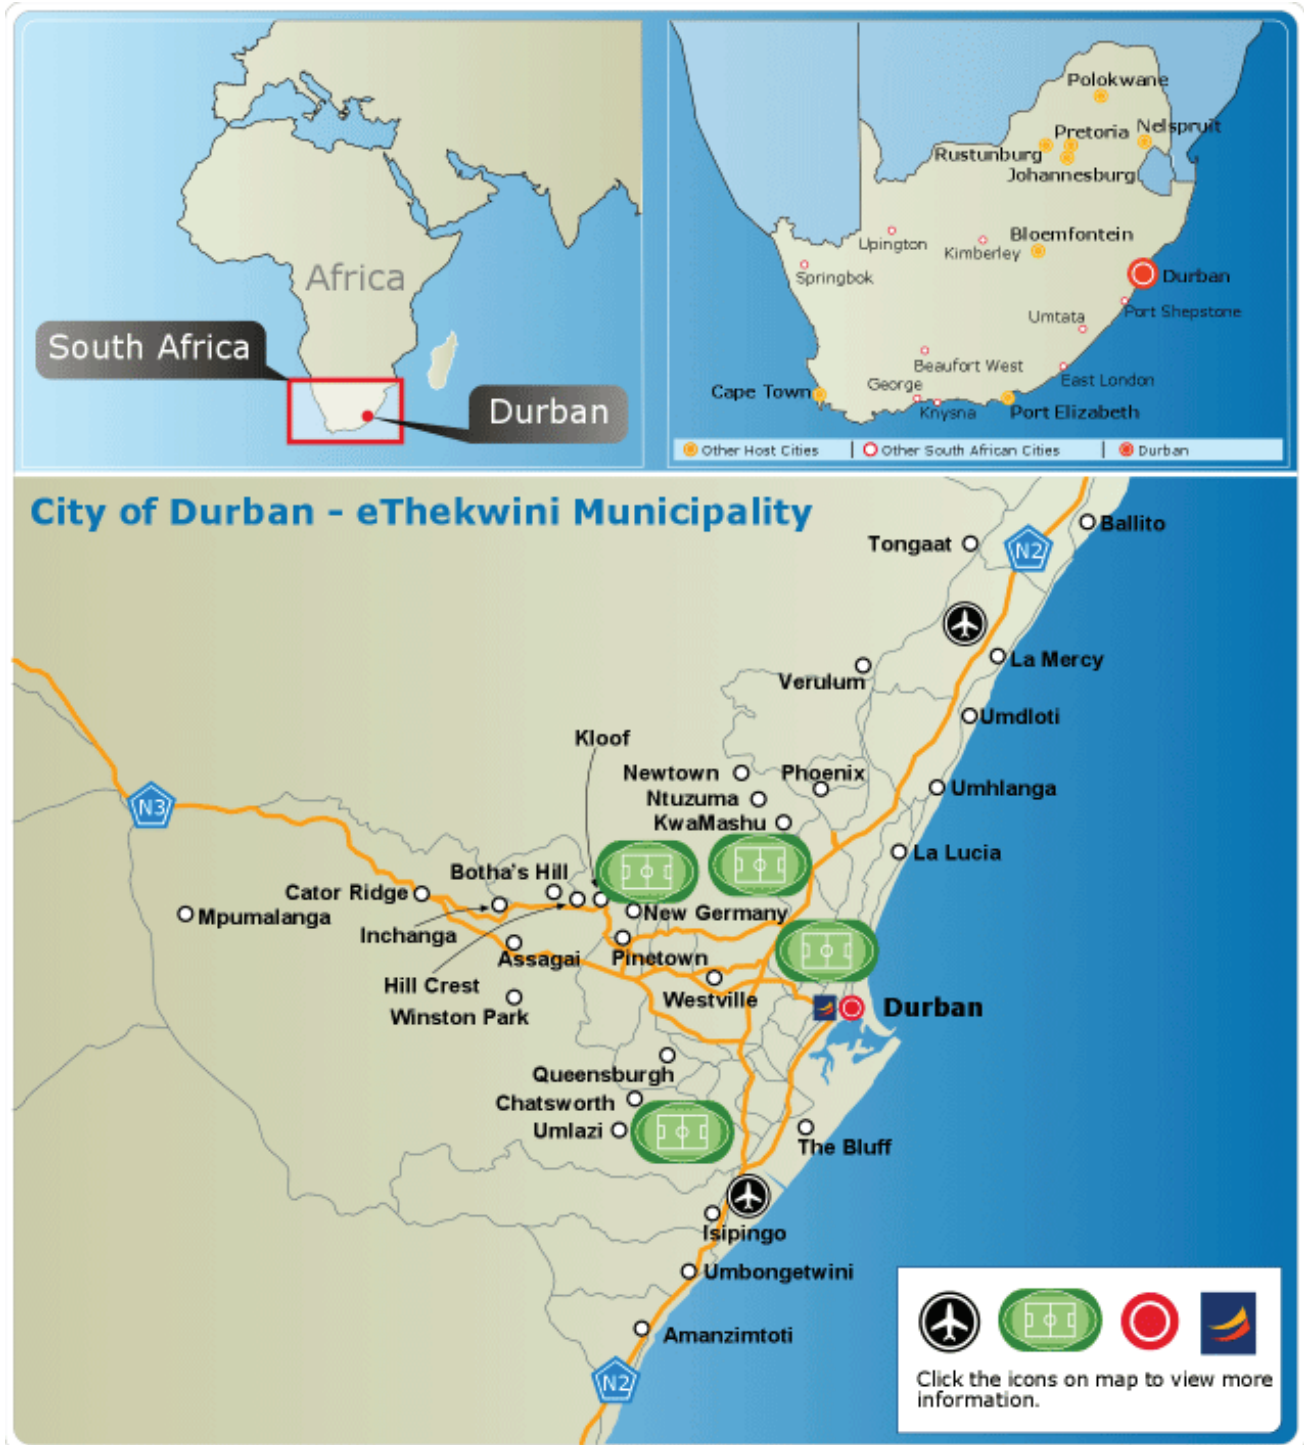 Africa
South Africa
Durban
Polokwane
Pretoria
Nelspruit
Rustunburg
Johannesburg
Upington
Kimberley
Bloemfontein
Springbok
Durban
Port Shepstone
Umtata
Beaufort West
George
East London
Cape Town
Knysna
Port Elizabeth
Other Host Cities
Other South African Cities
Durban
City of Durban - eThekwini Municipality
Ballito
Tongaat
N2
La Mercy
Verulum
Umdloti
Kloof
Newtown
Phoenix
Umhlanga
Ntuzuma
N3
KwaMashu
La Lucia
Botha's Hill
Cator Ridge
Mpumalanga
New Germany
Inchanga
Assagai
Pinetown
Hill Crest
Westville
Durban
Winston Park
Queensburgh
Chatsworth
Umlazi
The Bluff
Isipingo
Umbongetwini
Amanzimtoti
N2
Click the icons on map to view more
information.